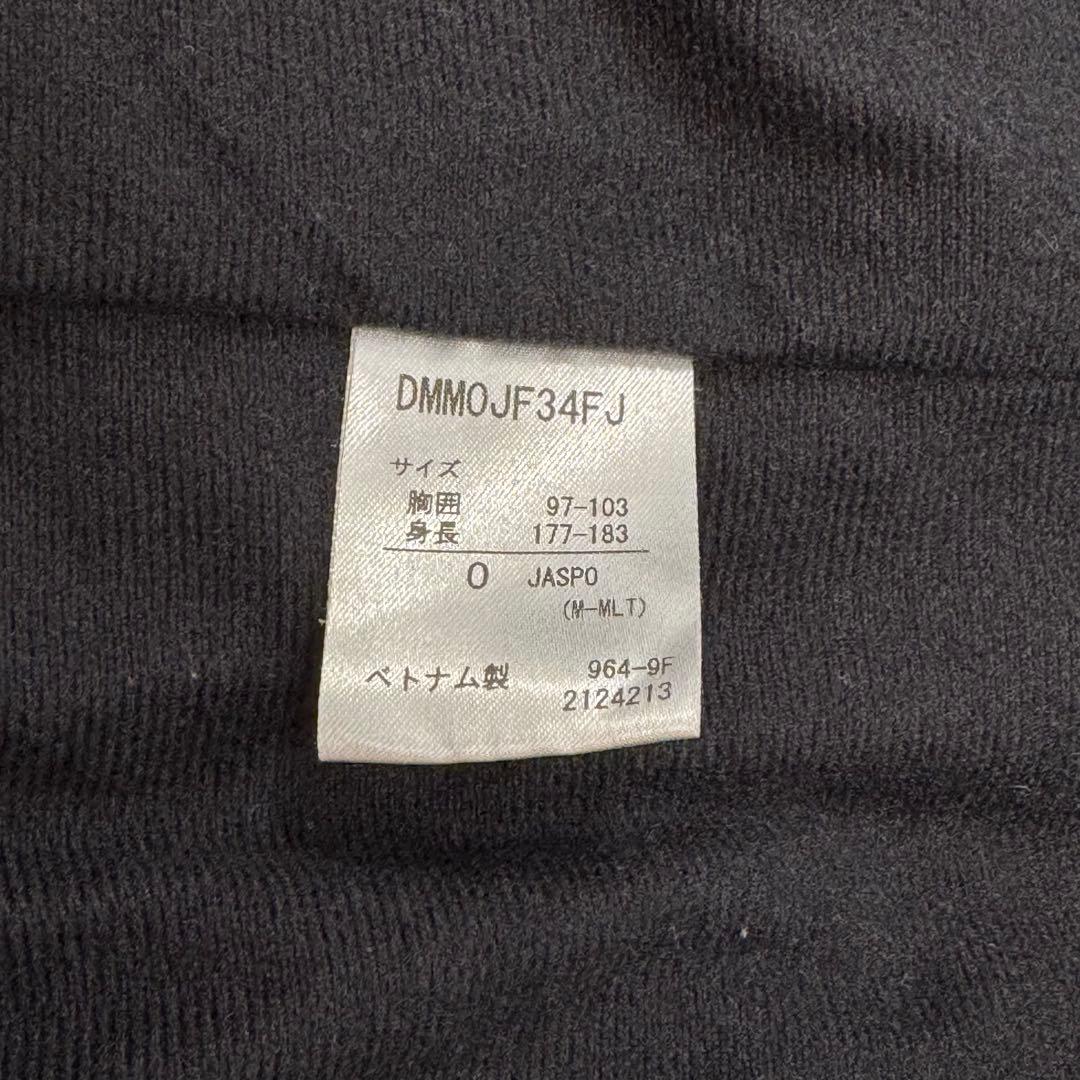 DMMOJF34FJ
サイズ
胸囲 97-103
身長 177-183
O JASPO
(M-MLT)
ベトナム製 964-9F
2124213